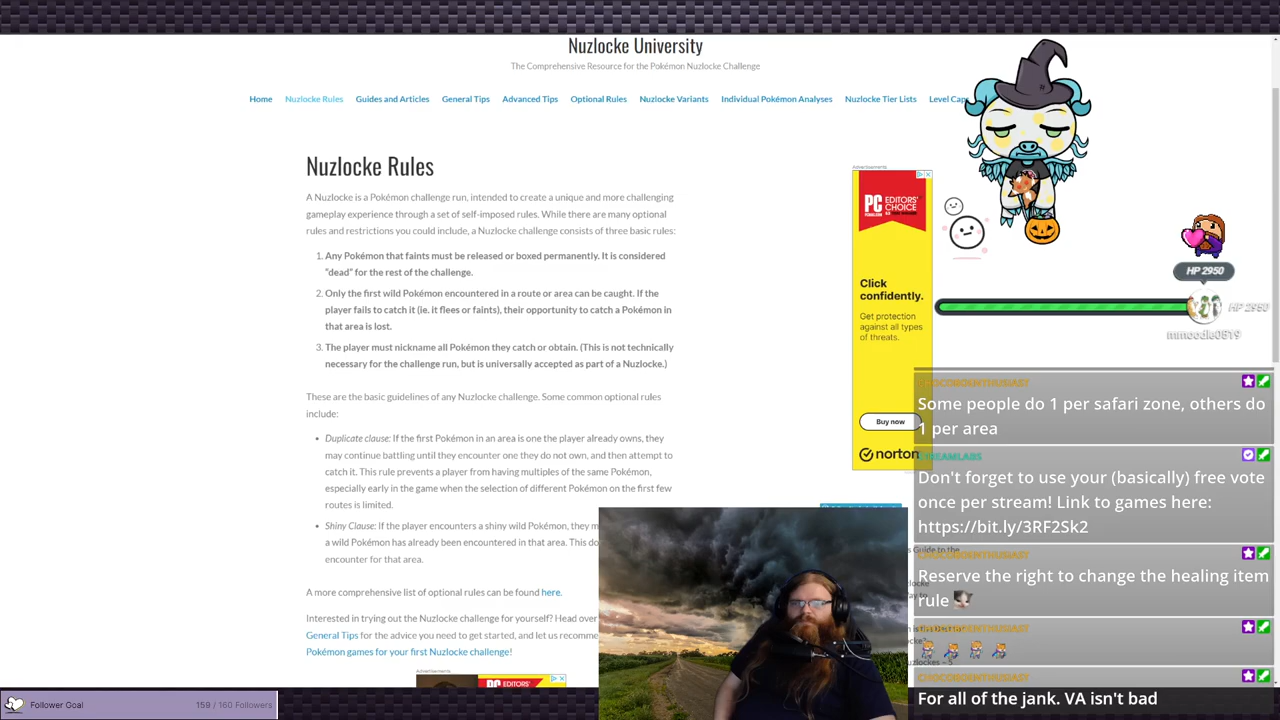 Nuzlocke University
The Comprehensive Resource for the Pokémon Nuzlocke Challenge
Home Nuzlocke Rules Guides and Articles General Tips Advanced Tips Optional Rules Nuzlocke Variants Individual Pokémon Analyses Nuzlocke Tier Lists Level Caps
Nuzlocke Rules
A Nuzlocke is a Pokémon challenge run, intended to create a unique and more challenging
gameplay experience through a set of self-imposed rules. While there are many optional
rules and restrictions you could include, a Nuzlocke challenge consists of three basic rules:
1. Any Pokémon that faints must be released or boxed permanently. It is considered
"dead" for the rest of the challenge.
2. Only the first wild Pokémon encountered in a route or area can be caught. If the
player fails to catch it (ie. it flees or faints), their opportunity to catch a Pokémon in
that area is lost.
3. The player must nickname all Pokémon they catch or obtain. (This is not technically
necessary for the challenge run, but is universally accepted as part of a Nuzlocke.)
These are the basic guidelines of any Nuzlocke challenge. Some common optional rules
include:
• Duplicate clause: If the first Pokémon in an area is one the player already owns, they
may continue battling until they encounter one they do not own, and then attempt to
catch it. This rule prevents a player from having multiples of the same Pokémon,
especially early in the game when the selection of different Pokémon on the first few
routes is limited.
• Shiny Clause: If the player encounters a shiny wild Pokémon, they
a wild Pokémon has already been encountered in that area. This
encounter for that area.
A more comprehensive list of optional rules can be found here.
Interested in trying out the Nuzlocke challenge for yourself? Head over
General Tips for the advice you need to get started, and let us
Pokémon games for your first Nuzlocke challenge!
Advertisements
PC EDITORS'
Advertisements
PC EDITORS'
CHOICE
Click
confidently.
Get protection
against all types
of threats.
Buy now
norton
Guide to the
HP 2950
HP 2950
mmoodle0519
CHOCOBOENTHUSIAST
Some people do 1 per safari zone, others do
1 per area
STREAMLABS
Don't forget to use your (basically) free vote
once per stream! Link to games here:
https://bit.ly/3RF2Sk2
CHOCOBOENTHUSIAST
Reserve the right to change the healing item
rule
CHOCOBOENTHUSIAST
CHOCOBOENTHUSIAST
For all of the jank. VA isn't bad
Follower Goal 159 / 160 Followers